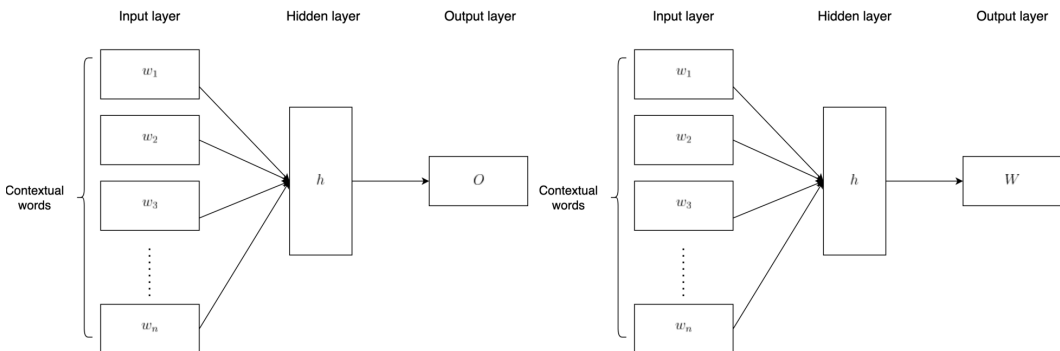 Input layer Hidden layer Output layer
w1
w2
Contextual words
w3
wn
h
O
Input layer Hidden layer Output layer
w1
w2
Contextual words
w3
wn
h
W